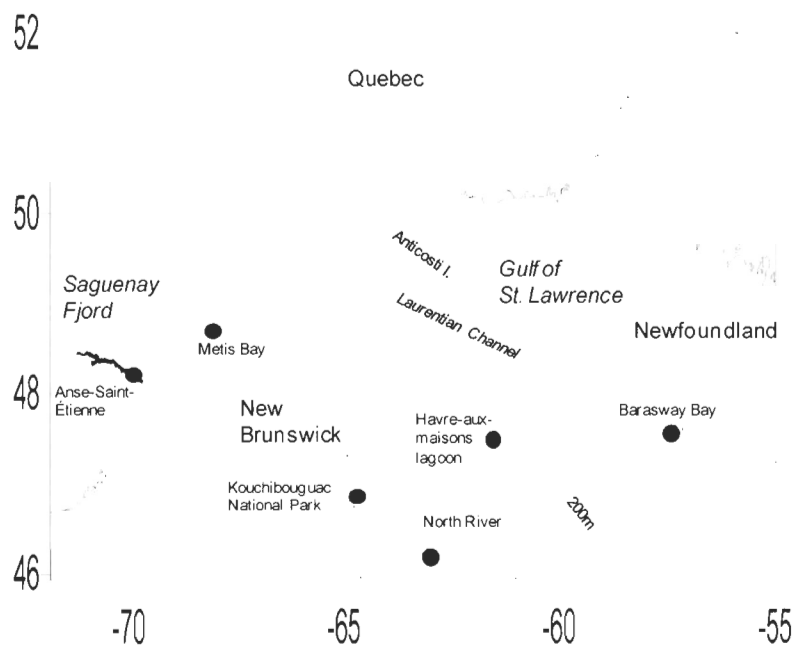 52
Quebec
50
Anticosti I.
Gulf of
St. Lawrence
Saguenay
Fjord
Laurentian Channel
Newfoundland
Metis Bay
48
Anse-Saint-
Étienne
New
Brunswick
Havre-aux-
maisons
lagoon
Barasway Bay
Kouchibouguac
National Park
200m
North River
46
-70
-65
-60
-55